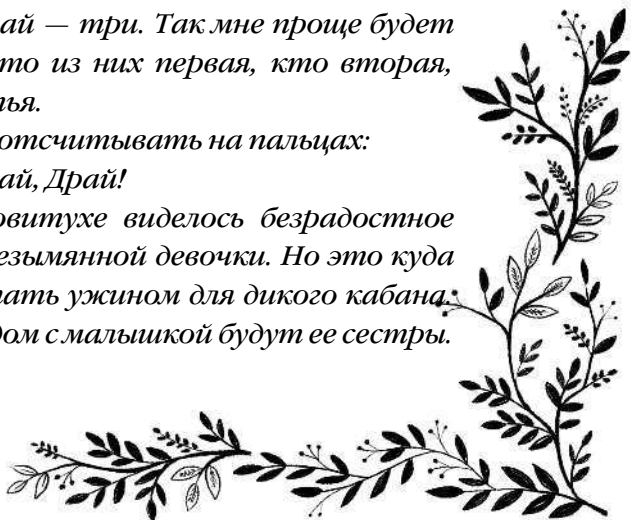 ай — три. Так мне проще будет
то из них первая, кто вторая,
тья.
отсчитывать на пальцах:
ай, Драй!
овитухе виделось безрадостное
езымянной девочки. Но это куда
тать ужином для дикого кабана.
дом с малышкой будут ее сестры.